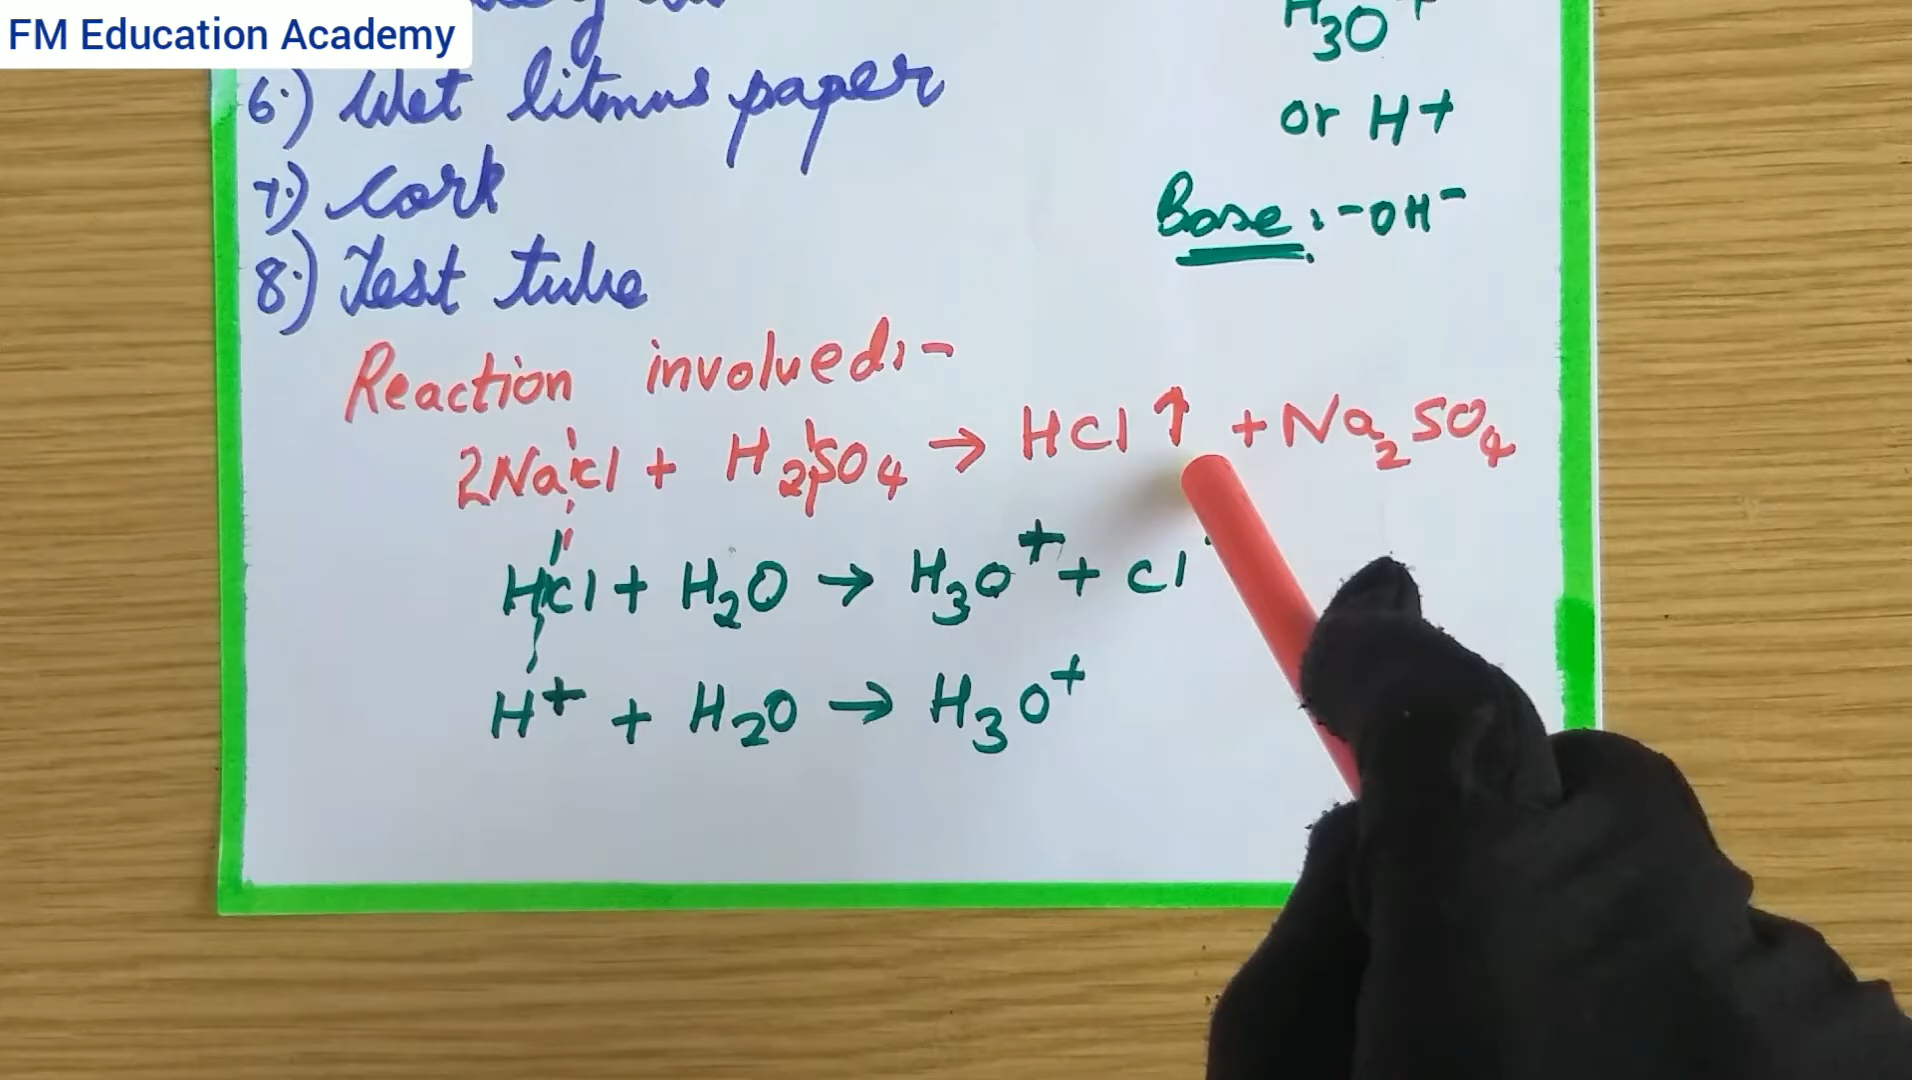 FM Education Academy
H3O+
or H+
Base :- OH-
6.) Wet litmus paper
7.) Cork
8.) Test tube
Reaction involved:-
2NaCl + H2SO4 → HCl ↑ + Na2SO4
HCl + H2O → H3O+ + Cl
H+ + H2O → H3O+